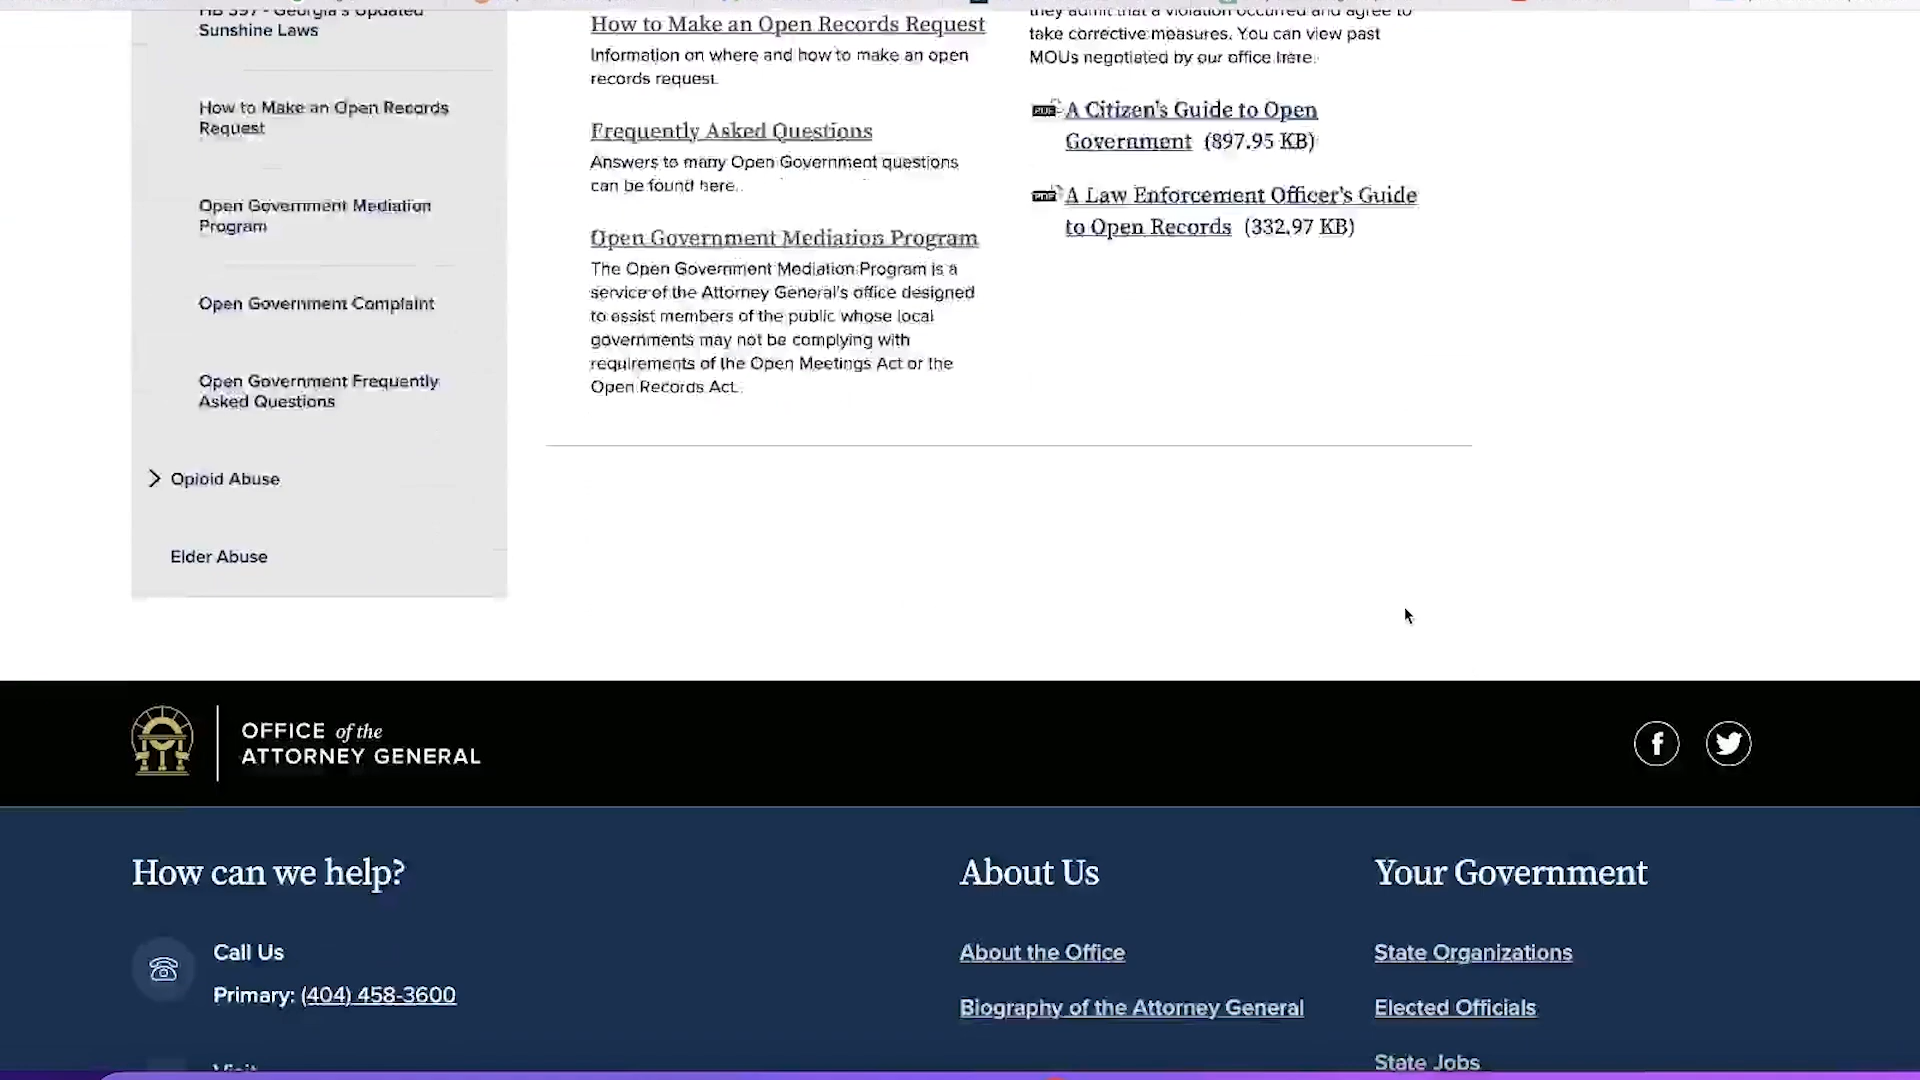 HB 397 - Georgia's Updated
Sunshine Laws
How to Make an Open Records
Request
Open Government Mediation
Program
Open Government Complaint
Open Government Frequently
Asked Questions
Opioid Abuse
Elder Abuse
How to Make an Open Records Request
Information on where and how to make an open
records request.
Frequently Asked Questions
Answers to many Open Government questions
can be found here.
Open Government Mediation Program
The Open Government Mediation Program is a
service of the Attorney General's office designed
to assist members of the public whose local
governments may not be complying with
requirements of the Open Meetings Act or the
Open Records Act.
they admit that a violation occurred and agree to
take corrective measures. You can view past
MOUs negotiated by our office here.
PDF A Citizen's Guide to Open
Government (897.95 KB)
PDF A Law Enforcement Officer's Guide
to Open Records (332.97 KB)
OFFICE of the
ATTORNEY GENERAL
How can we help?
Call Us
Primary: (404) 458-3600
Visit
About Us
About the Office
Biography of the Attorney General
Your Government
State Organizations
Elected Officials
State Jobs